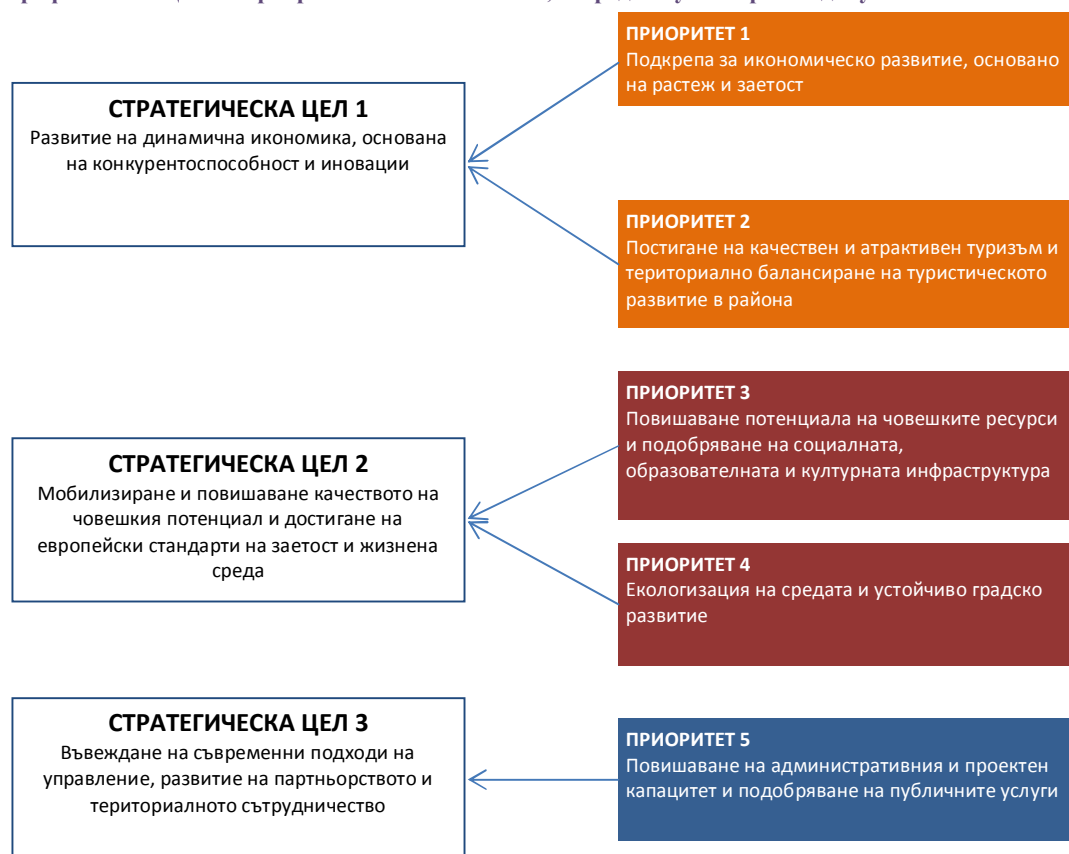 СТРАТЕГИЧЕСКА ЦЕЛ 1
Развитие на динамична икономика, основана
на конкурентоспособност и иновации
ПРИОРИТЕТ 1
Подкрепа за икономическо развитие, основано
на растеж и заетост
ПРИОРИТЕТ 2
Постигане на качествен и атрактивен туризъм и
териториално балансиране на туристическото
развитие в района
СТРАТЕГИЧЕСКА ЦЕЛ 2
Мобилизиране и повишаване качеството на
човешкия потенциал и достигане на
европейски стандарти на заетост и жизнена
среда
ПРИОРИТЕТ 3
Повишаване потенциала на човешките ресурси
и подобряване на социалната,
образователната и културната инфраструктура
ПРИОРИТЕТ 4
Екологизация на средата и устойчиво градско
развитие
СТРАТЕГИЧЕСКА ЦЕЛ 3
Въвеждане на съвременни подходи на
управление, развитие на партньорството и
териториалното сътрудничество
ПРИОРИТЕТ 5
Повишаване на административния и проектен
капацитет и подобряване на публичните услуги